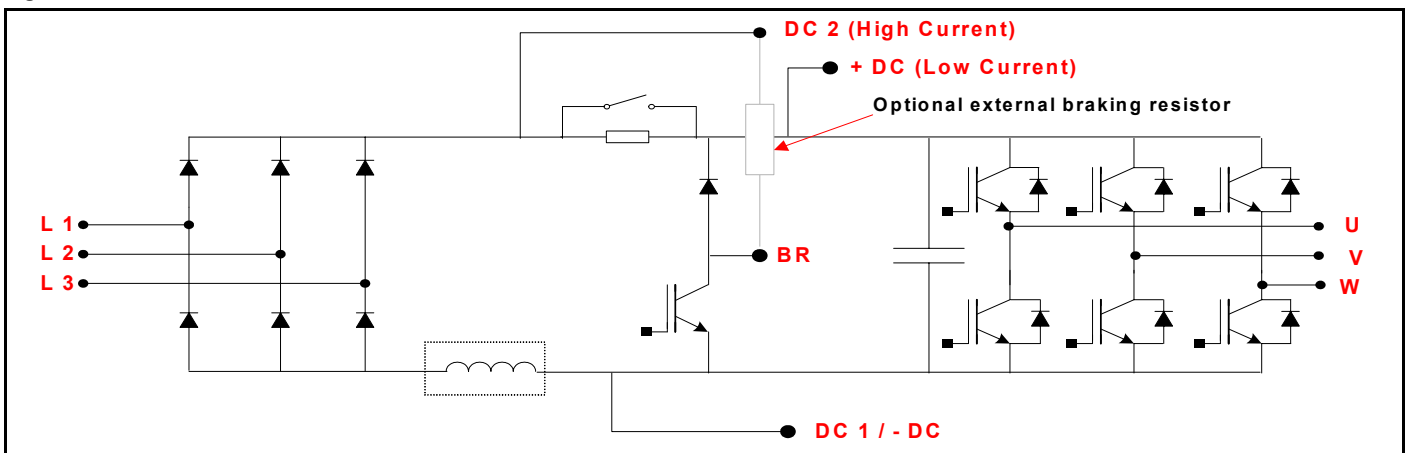 DC 2 (High Current)
+ DC (Low Current)
Optional external braking resistor
L 1
L 2
L 3
BR
U
V
W
DC 1 / - DC